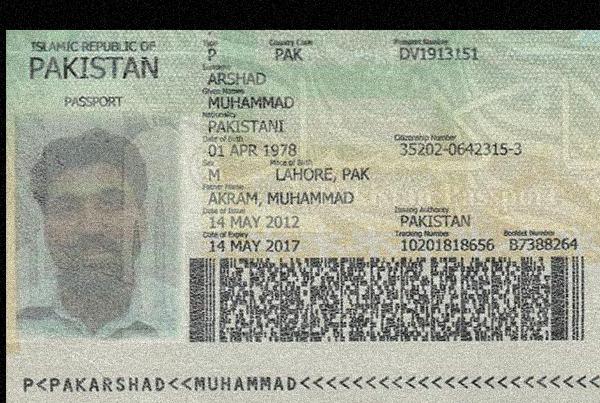 ISLAMIC REPUBLIC OF
PAKISTAN
PASSPORT
Type Country Code Passport Number
P PAK DV1913151
Surname
ARSHAD
Given Names
MUHAMMAD
Nationality
PAKISTANI
Date of Birth Citizenship Number
01 APR 1978 35202-0642315-3
Sex Place of Birth
M LAHORE, PAK
Father Name
AKRAM, MUHAMMAD
Date of Issue Issuing Authority
14 MAY 2012 PAKISTAN
Date of Expiry Tracking Number Booklet Number
14 MAY 2017 10201818656 B7388264
P<PAKARSHAD<<MUHAMMAD<<<<<<<<<<<<<<<<<<<<<<<